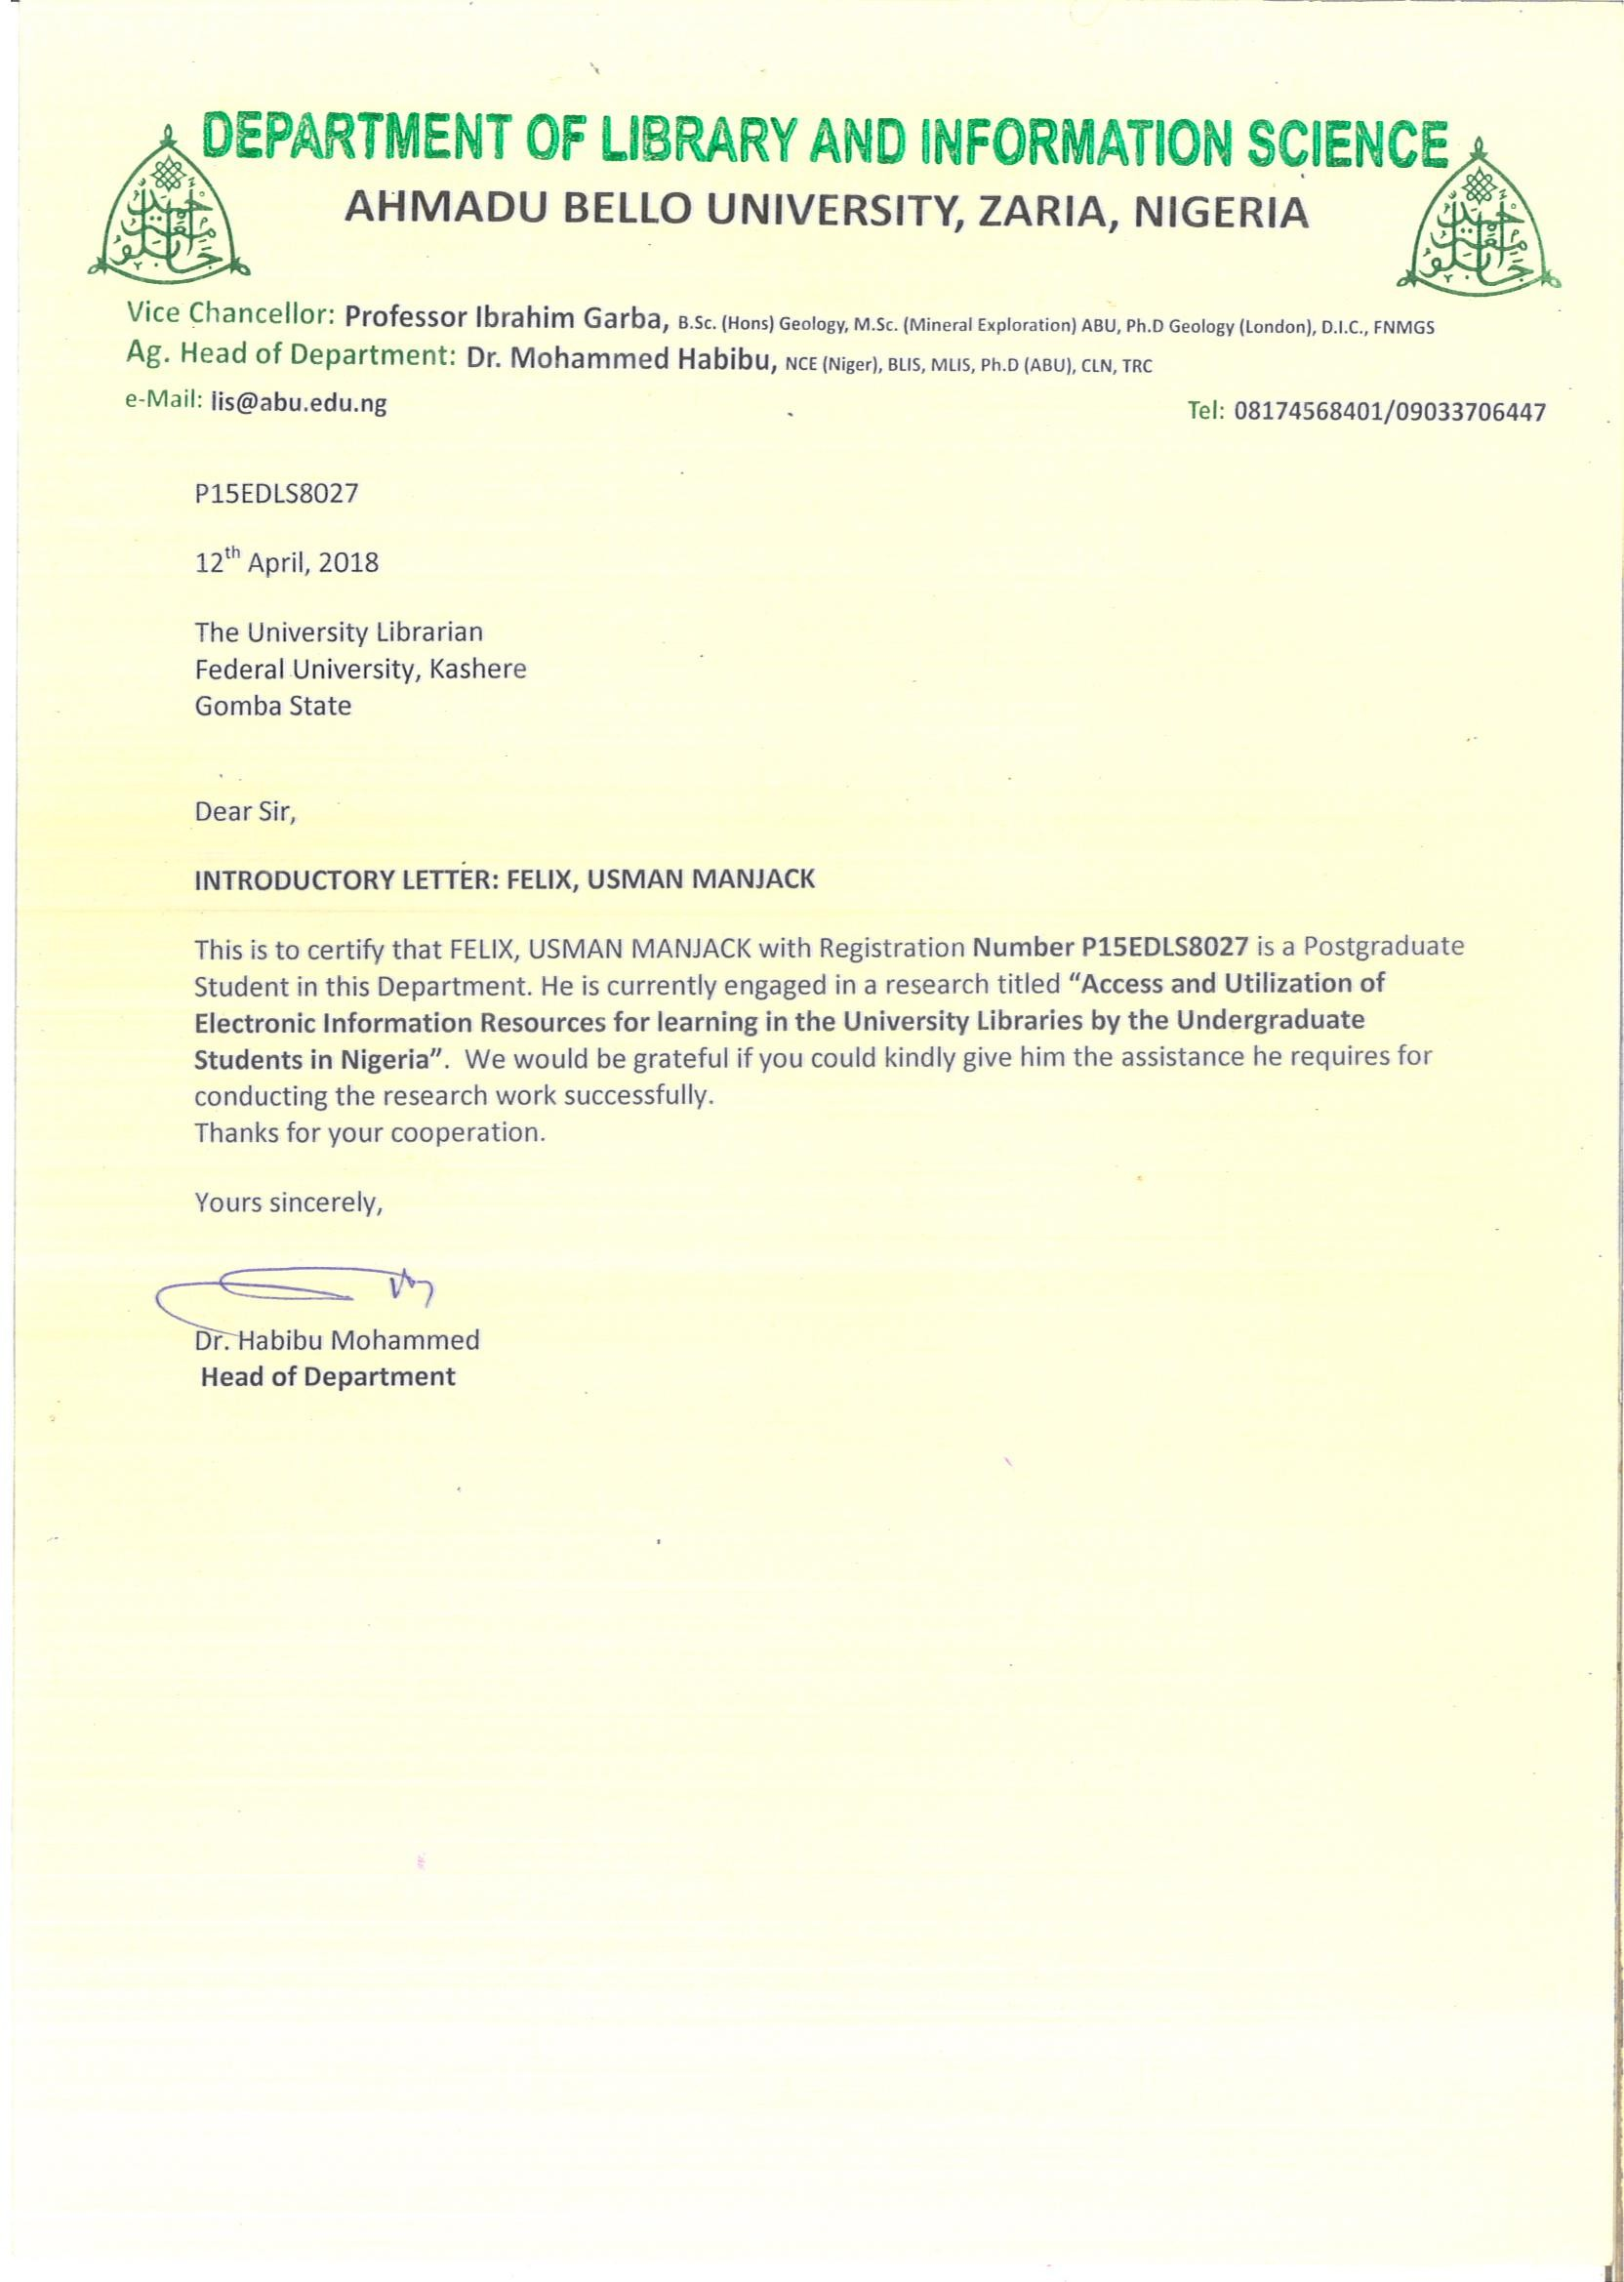 DEPARTMENT OF LIBRARY AND INFORMATION SCIENCE
AHMADU BELLO UNIVERSITY, ZARIA, NIGERIA
Vice Chancellor: Professor Ibrahim Garba, B.Sc. (Hons) Geology, M.Sc. (Mineral Exploration) ABU, Ph.D Geology (London), D.I.C., FNMGS
Ag. Head of Department: Dr. Mohammed Habibu, NCE (Niger), BLIS, MLIS, Ph.D (ABU), CLN, TRC
e-Mail: lis@abu.edu.ng Tel: 08174568401/09033706447
P15EDLS8027
12th April, 2018
The University Librarian
Federal University, Kashere
Gomba State
Dear Sir,
INTRODUCTORY LETTER: FELIX, USMAN MANJACK
This is to certify that FELIX, USMAN MANJACK with Registration Number P15EDLS8027 is a Postgraduate
Student in this Department. He is currently engaged in a research titled “Access and Utilization of
Electronic Information Resources for learning in the University Libraries by the Undergraduate
Students in Nigeria”. We would be grateful if you could kindly give him the assistance he requires for
conducting the research work successfully.
Thanks for your cooperation.
Yours sincerely,
Dr. Habibu Mohammed
Head of Department